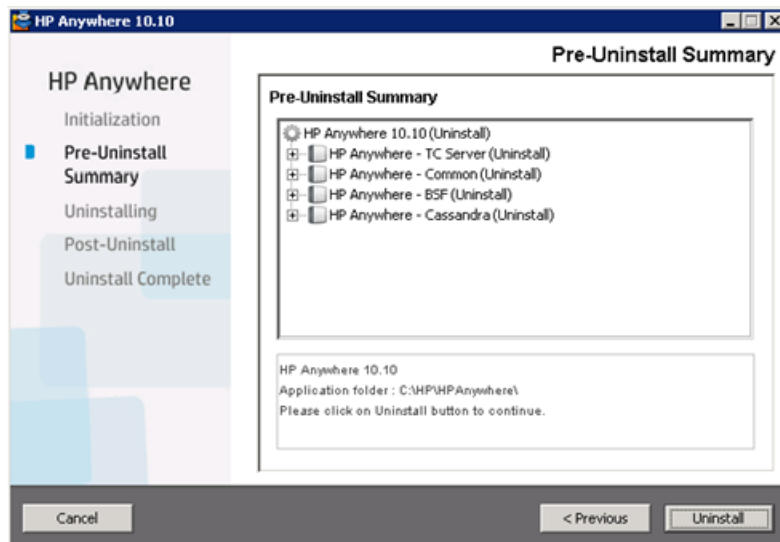 HP Anywhere 10.10
Pre-Uninstall Summary
HP Anywhere
Initialization
Pre-Uninstall
Summary
Uninstalling
Post-Uninstall
Uninstall Complete
Pre-Uninstall Summary
HP Anywhere 10.10 (Uninstall)
HP Anywhere - TC Server (Uninstall)
HP Anywhere - Common (Uninstall)
HP Anywhere - BSF (Uninstall)
HP Anywhere - Cassandra (Uninstall)
HP Anywhere 10.10
Application folder : C:\HP\HPAnywhere\
Please click on Uninstall button to continue.
Cancel
< Previous
Uninstall